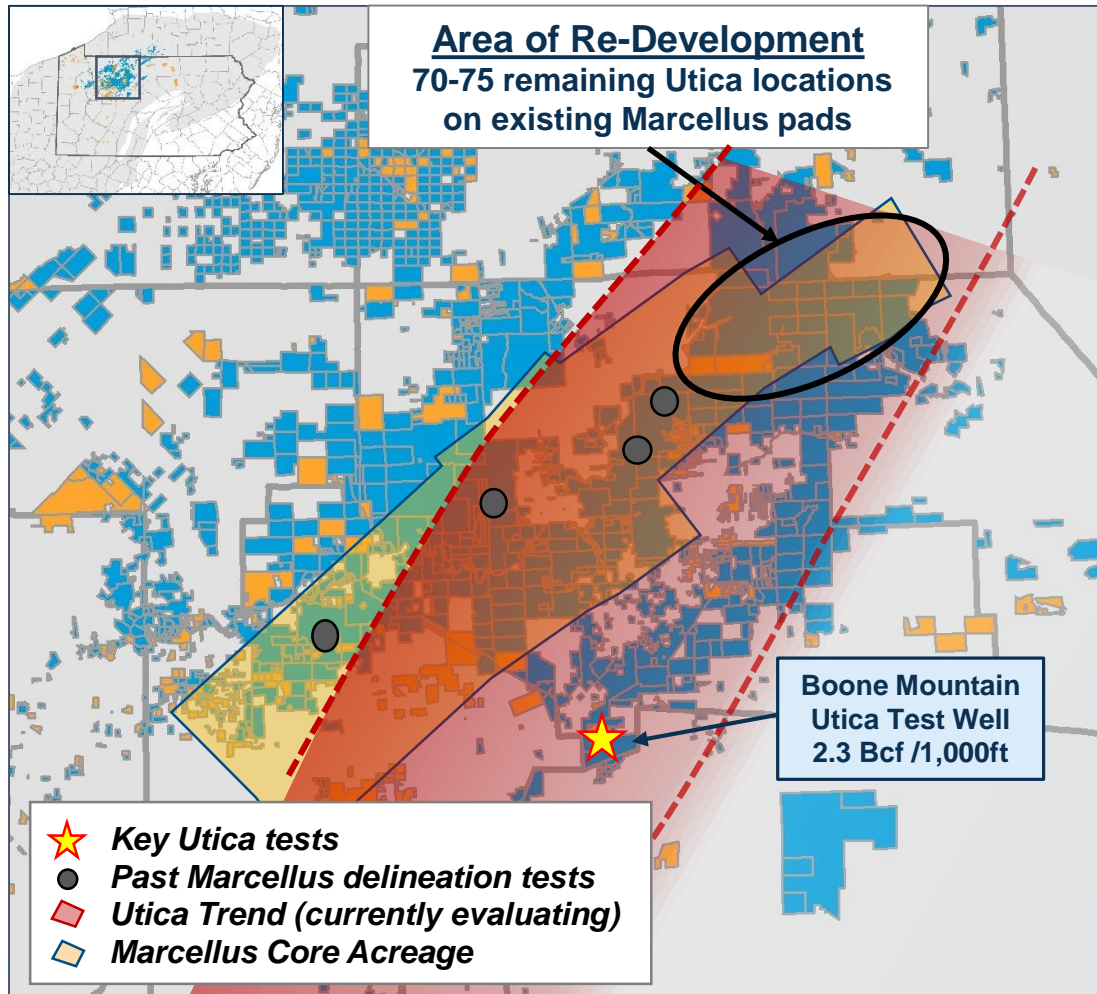 Area of Re-Development
70-75 remaining Utica locations
on existing Marcellus pads
Boone Mountain
Utica Test Well
2.3 Bcf /1,000ft
Key Utica tests
Past Marcellus delineation tests
Utica Trend (currently evaluating)
Marcellus Core Acreage